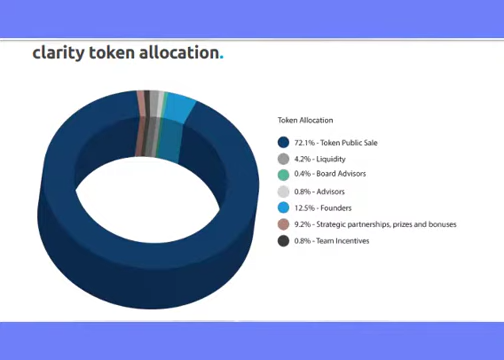 clarity token allocation.
Token Allocation
72.1% - Token Public Sale
4.2% - Liquidity
0.4% - Board Advisors
0.8% - Advisors
12.5% - Founders
9.2% - Strategic partnerships, prizes and bonuses
0.8% - Team Incentives